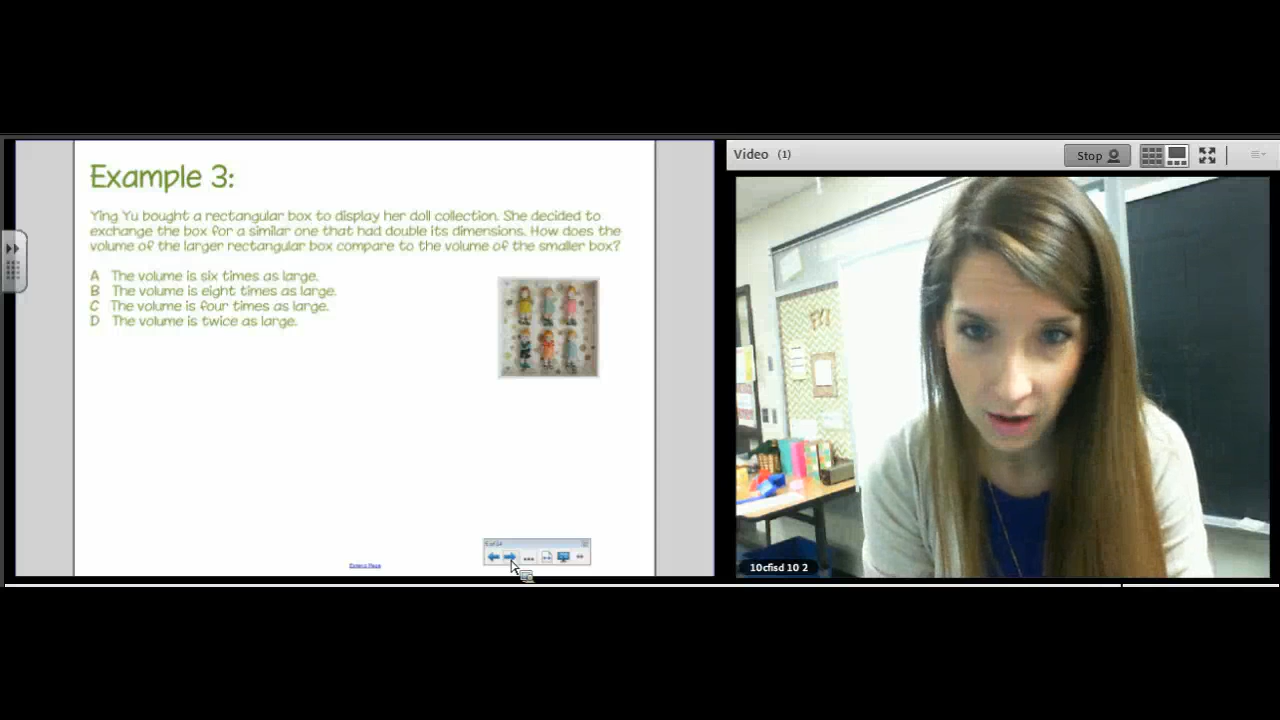 Example 3:
Ying Yu bought a rectangular box to display her doll collection. She decided to
exchange the box for a similar one that had double its dimensions. How does the
volume of the larger rectangular box compare to the volume of the smaller box?
A The volume is six times as large.
B The volume is eight times as large.
C The volume is four times as large.
D The volume is twice as large.
Video (1)
Stop
10cfisd 10 2